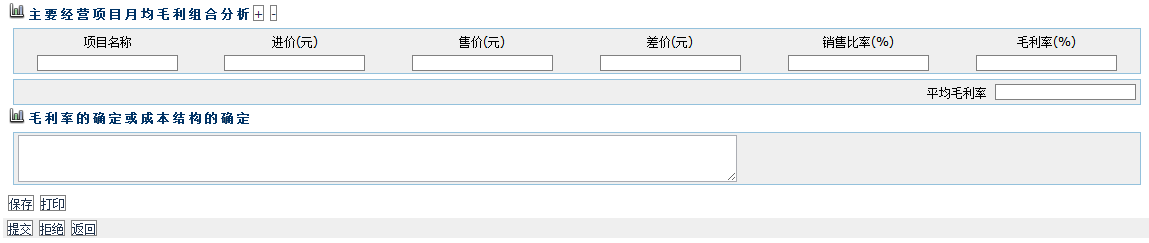 主要经营项目月均毛利组合分析 + -
项目名称 进价(元) 售价(元) 差价(元) 销售比率(%) 毛利率(%)
平均毛利率
毛利率的确定或成本结构的确定
保存 打印
提交 拒绝 返回